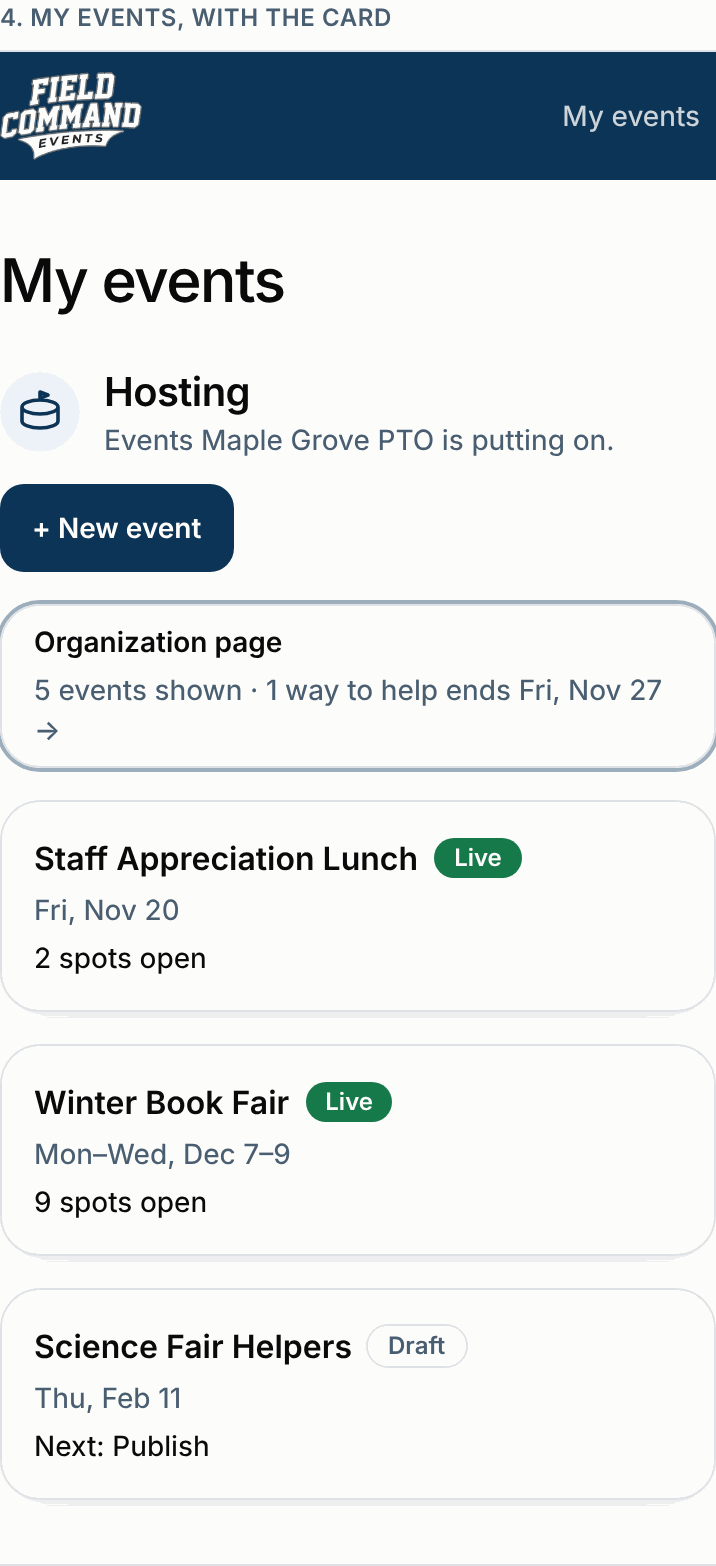 4. MY EVENTS, WITH THE CARD
FIELD
COMMAND
EVENTS
My events
My events
Hosting
Events Maple Grove PTO is putting on.
+ New event
Organization page
5 events shown · 1 way to help ends Fri, Nov 27
→
Staff Appreciation Lunch Live
Fri, Nov 20
2 spots open
Winter Book Fair Live
Mon–Wed, Dec 7–9
9 spots open
Science Fair Helpers Draft
Thu, Feb 11
Next: Publish